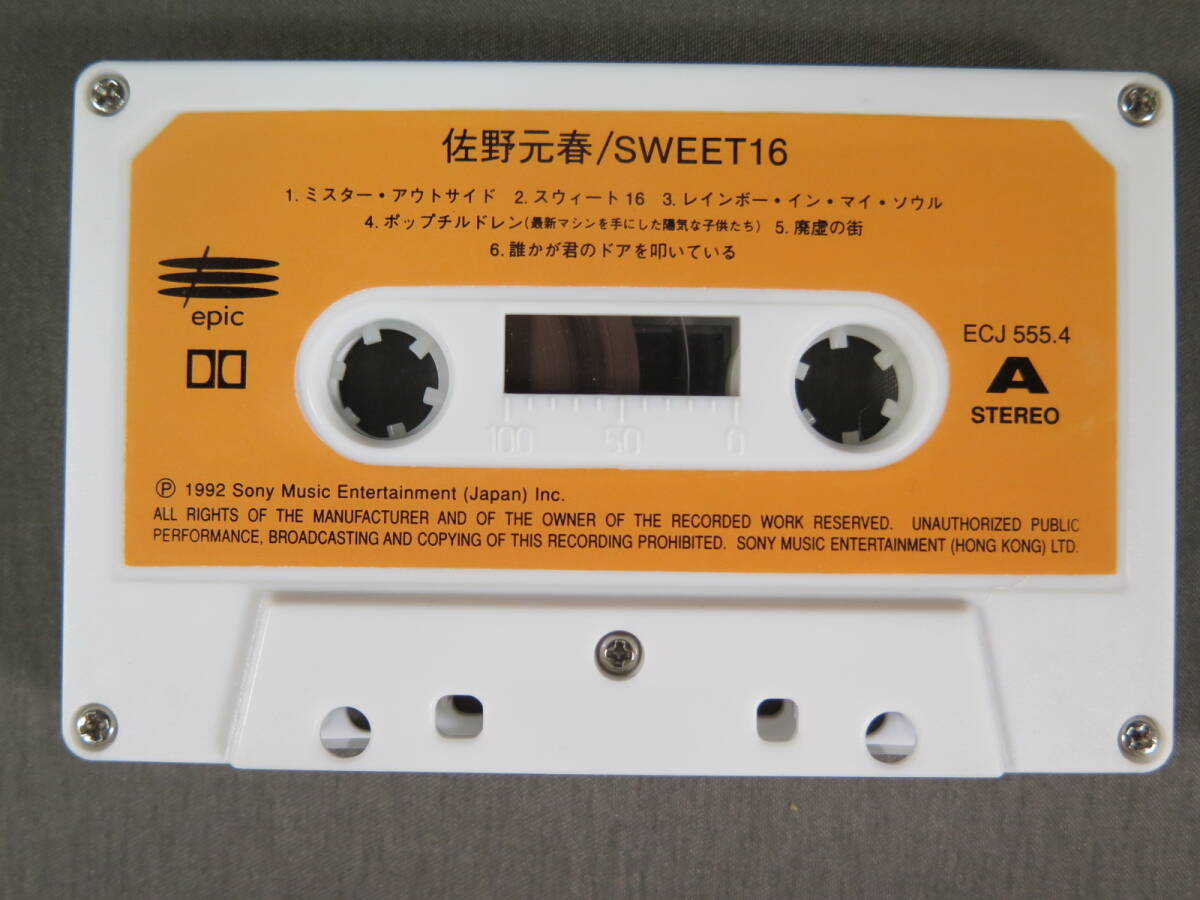 佐野元春/SWEET16
1. ミスター・アウトサイド 2. スウィート16 3. レインボー・イン・マイ・ソウル
4. ポップチルドレン(最新マシンを手にした陽気な子供たち) 5. 廃虚の街
6. 誰かが君のドアを叩いている
epic
ECJ 555.4
A
STEREO
100 50 0
℗ 1992 Sony Music Entertainment (Japan) Inc.
ALL RIGHTS OF THE MANUFACTURER AND OF THE OWNER OF THE RECORDED WORK RESERVED. UNAUTHORIZED PUBLIC
PERFORMANCE, BROADCASTING AND COPYING OF THIS RECORDING PROHIBITED. SONY MUSIC ENTERTAINMENT (HONG KONG) LTD.